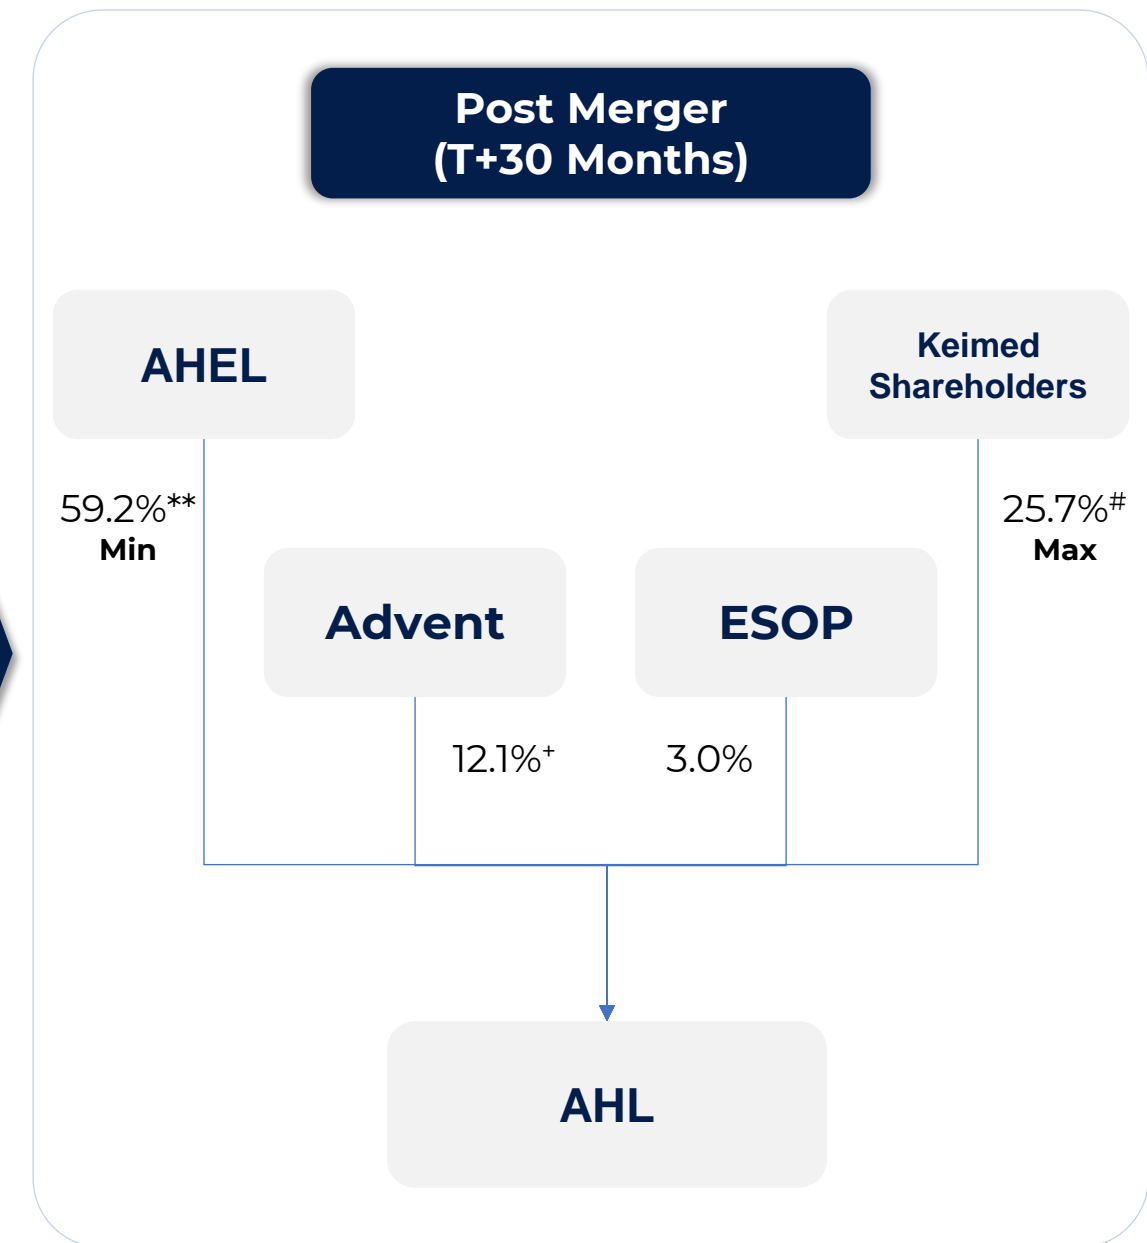 Post Merger
(T+30 Months)
AHEL
Keimed
Shareholders
59.2%**
Min
25.7%#
Max
Advent
ESOP
12.1%+
3.0%
AHL